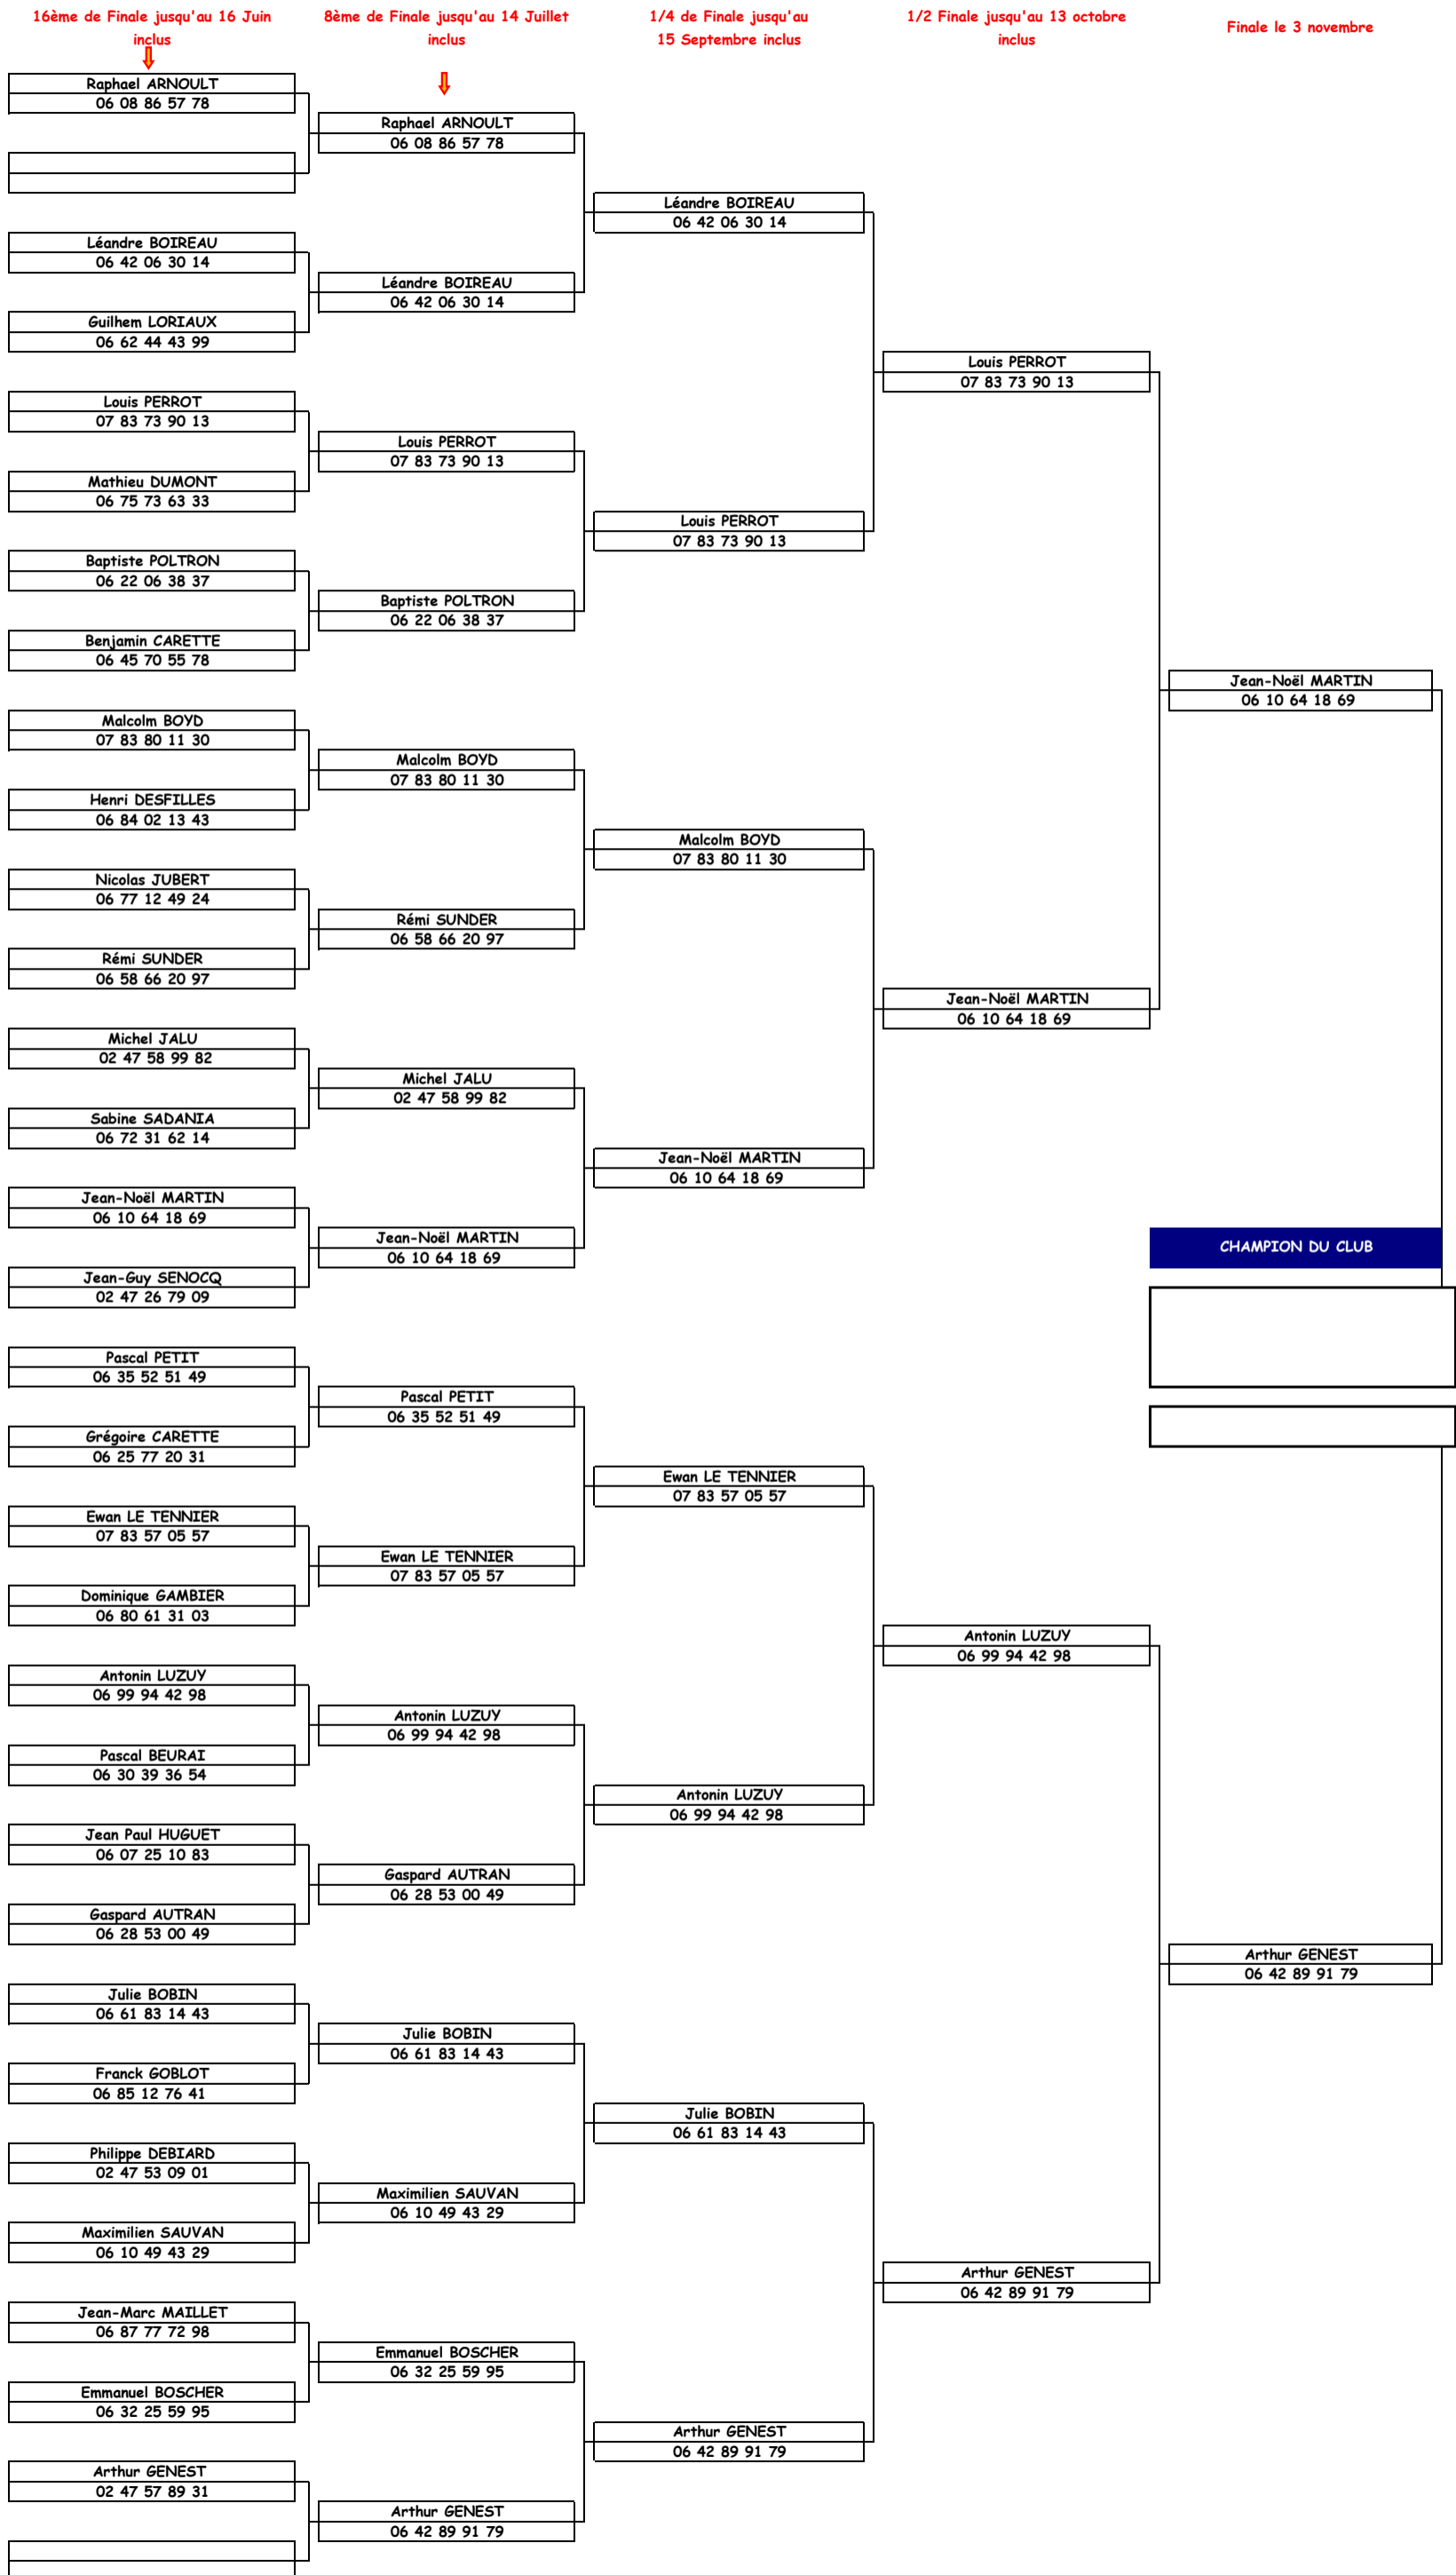 16ème de Finale jusqu'au 16 Juin
inclus
8ème de Finale jusqu'au 14 Juillet
inclus
1/4 de Finale jusqu'au
15 Septembre inclus
1/2 Finale jusqu'au 13 octobre
inclus
Finale le 3 novembre
Raphael ARNOULT
06 08 86 57 78
Léandre BOIREAU
06 42 06 30 14
Guilhem LORIAUX
06 62 44 43 99
Louis PERROT
07 83 73 90 13
Mathieu DUMONT
06 75 73 63 33
Baptiste POLTRON
06 22 06 38 37
Benjamin CARETTE
06 45 70 55 78
Malcolm BOYD
07 83 80 11 30
Henri DESFILLES
06 84 02 13 43
Nicolas JUBERT
06 77 12 49 24
Rémi SUNDER
06 58 66 20 97
Michel JALU
02 47 58 99 82
Sabine SADANIA
06 72 31 62 14
Jean-Noël MARTIN
06 10 64 18 69
Jean-Guy SENOCQ
02 47 26 79 09
Pascal PETIT
06 35 52 51 49
Grégoire CARETTE
06 25 77 20 31
Ewan LE TENNIER
07 83 57 05 57
Dominique GAMBIER
06 80 61 31 03
Antonin LUZUY
06 99 94 42 98
Pascal BEURAI
06 30 39 36 54
Jean Paul HUGUET
06 07 25 10 83
Gaspard AUTRAN
06 28 53 00 49
Julie BOBIN
06 61 83 14 43
Franck GOBLOT
06 85 12 76 41
Philippe DEBIARD
02 47 53 09 01
Maximilien SAUVAN
06 10 49 43 29
Jean-Marc MAILLET
06 87 77 72 98
Emmanuel BOSCHER
06 32 25 59 95
Arthur GENEST
02 47 57 89 31
Raphael ARNOULT
06 08 86 57 78
Léandre BOIREAU
06 42 06 30 14
Louis PERROT
07 83 73 90 13
Baptiste POLTRON
06 22 06 38 37
Malcolm BOYD
07 83 80 11 30
Rémi SUNDER
06 58 66 20 97
Michel JALU
02 47 58 99 82
Jean-Noël MARTIN
06 10 64 18 69
Pascal PETIT
06 35 52 51 49
Ewan LE TENNIER
07 83 57 05 57
Antonin LUZUY
06 99 94 42 98
Gaspard AUTRAN
06 28 53 00 49
Julie BOBIN
06 61 83 14 43
Maximilien SAUVAN
06 10 49 43 29
Emmanuel BOSCHER
06 32 25 59 95
Arthur GENEST
06 42 89 91 79
Léandre BOIREAU
06 42 06 30 14
Louis PERROT
07 83 73 90 13
Malcolm BOYD
07 83 80 11 30
Jean-Noël MARTIN
06 10 64 18 69
Ewan LE TENNIER
07 83 57 05 57
Antonin LUZUY
06 99 94 42 98
Julie BOBIN
06 61 83 14 43
Arthur GENEST
06 42 89 91 79
Louis PERROT
07 83 73 90 13
Jean-Noël MARTIN
06 10 64 18 69
Antonin LUZUY
06 99 94 42 98
Arthur GENEST
06 42 89 91 79
Jean-Noël MARTIN
06 10 64 18 69
CHAMPION DU CLUB
Arthur GENEST
06 42 89 91 79